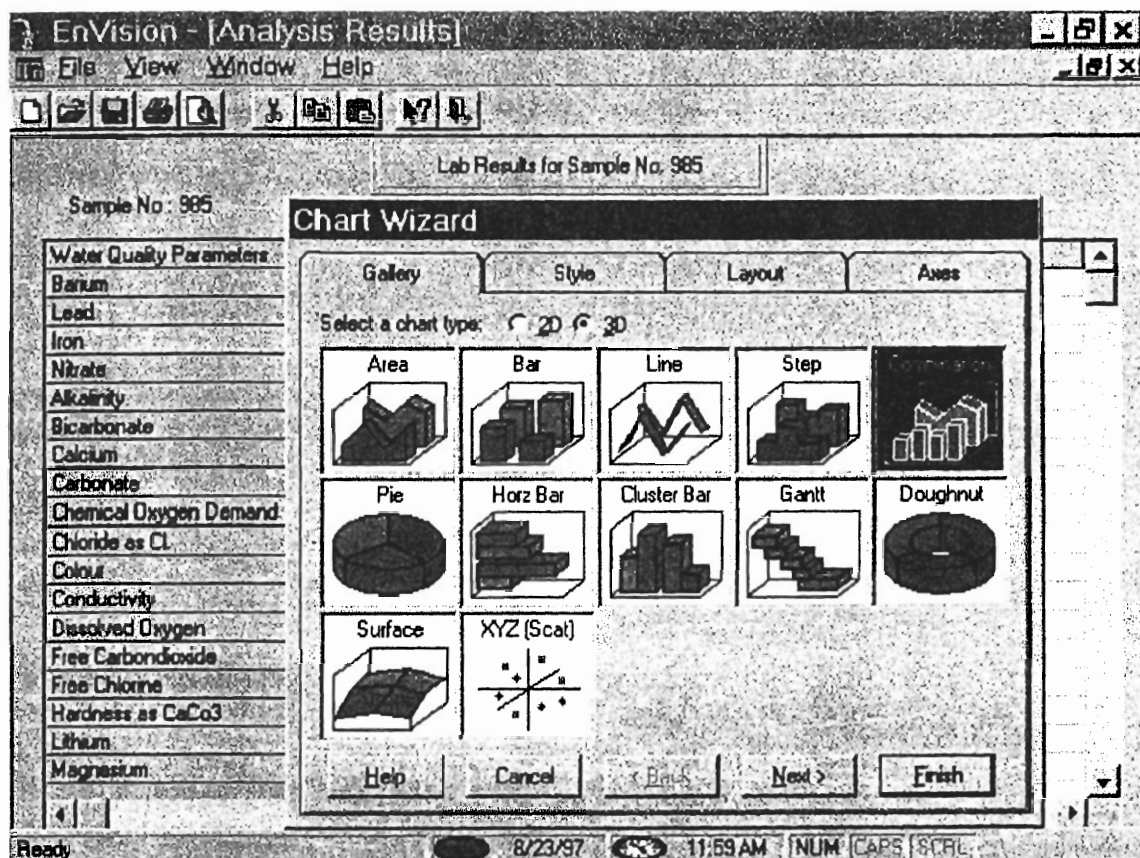 EnVision - [Analysis Results]
File View Window Help
Lab Results for Sample No. 985
Sample No : 985
Chart Wizard
Water Quality Parameters
Barium
Lead
Iron
Nitrate
Alkalinity
Bicarbonate
Calcium
Carbonate
Chemical Oxygen Demand
Chloride as CL
Colour
Conductivity
Dissolved Oxygen
Free Carbondioxide
Free Chlorine
Hardness as CaCo3
Lithium
Magnesium
Gallery Style Layout Axes
Select a chart type: 2D 3D
Area Bar Line Step
Pie Horz Bar Cluster Bar Gantt Doughnut
Surface XYZ (Scat)
Help Cancel < Back Next > Finish
Ready 8/23/97 11:59 AM NUM CAPS SCRL